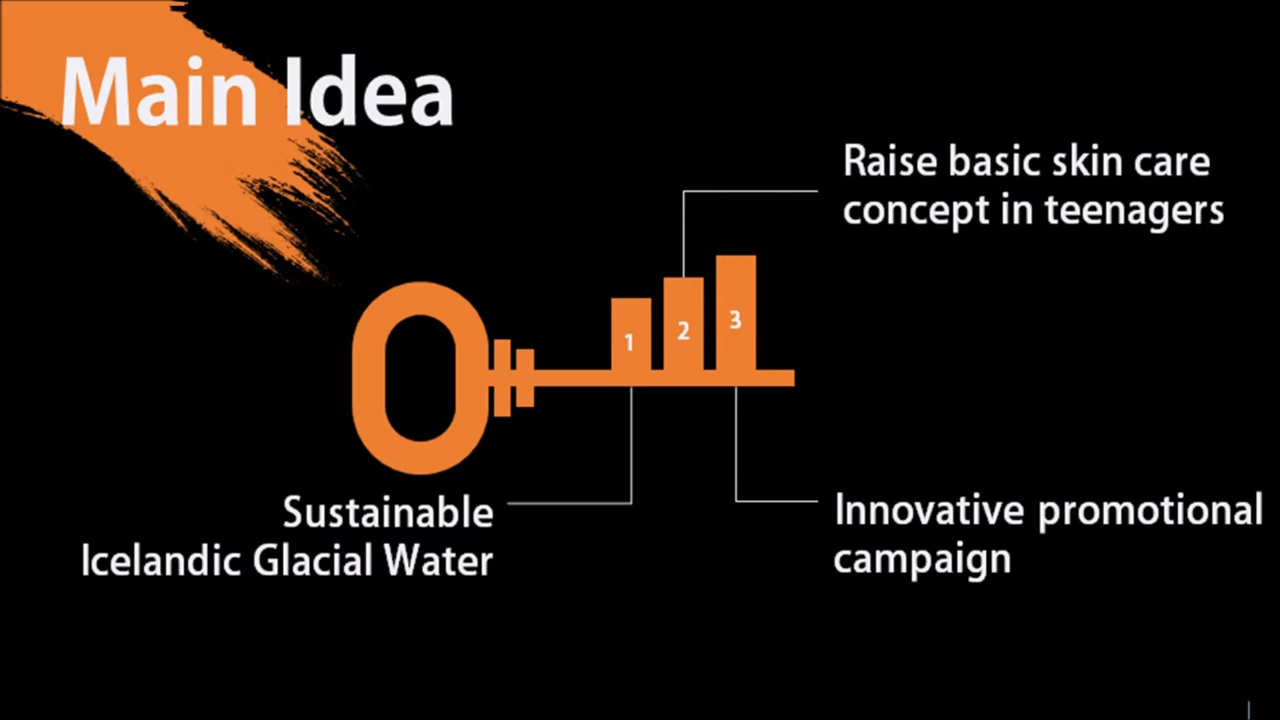 Main Idea
Raise basic skin care
concept in teenagers
1
2
3
Sustainable
Icelandic Glacial Water
Innovative promotional
campaign